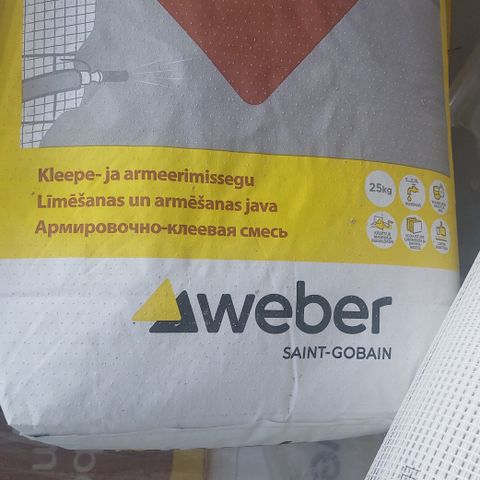 Kleepe- ja armeerimissegu
Līmēšanas un armēšanas java
Армировочно-клеевая смесь
25kg
weber
SAINT-GOBAIN